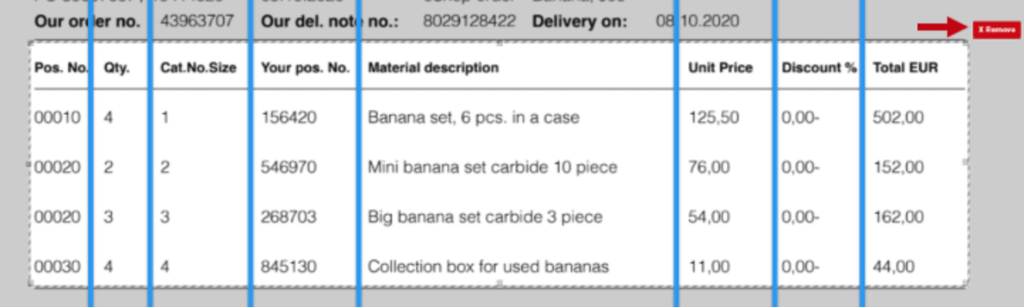 Our order no. 43963707 Our del. note no.: 8029128422 Delivery on: 08.10.2020
X Remove
Pos. No. Qty. Cat.No.Size Your pos. No. Material description Unit Price Discount % Total EUR
00010 4 1 156420 Banana set, 6 pcs. in a case 125,50 0,00- 502,00
00020 2 2 546970 Mini banana set carbide 10 piece 76,00 0,00- 152,00
00020 3 3 268703 Big banana set carbide 3 piece 54,00 0,00- 162,00
00030 4 4 845130 Collection box for used bananas 11,00 0,00- 44,00